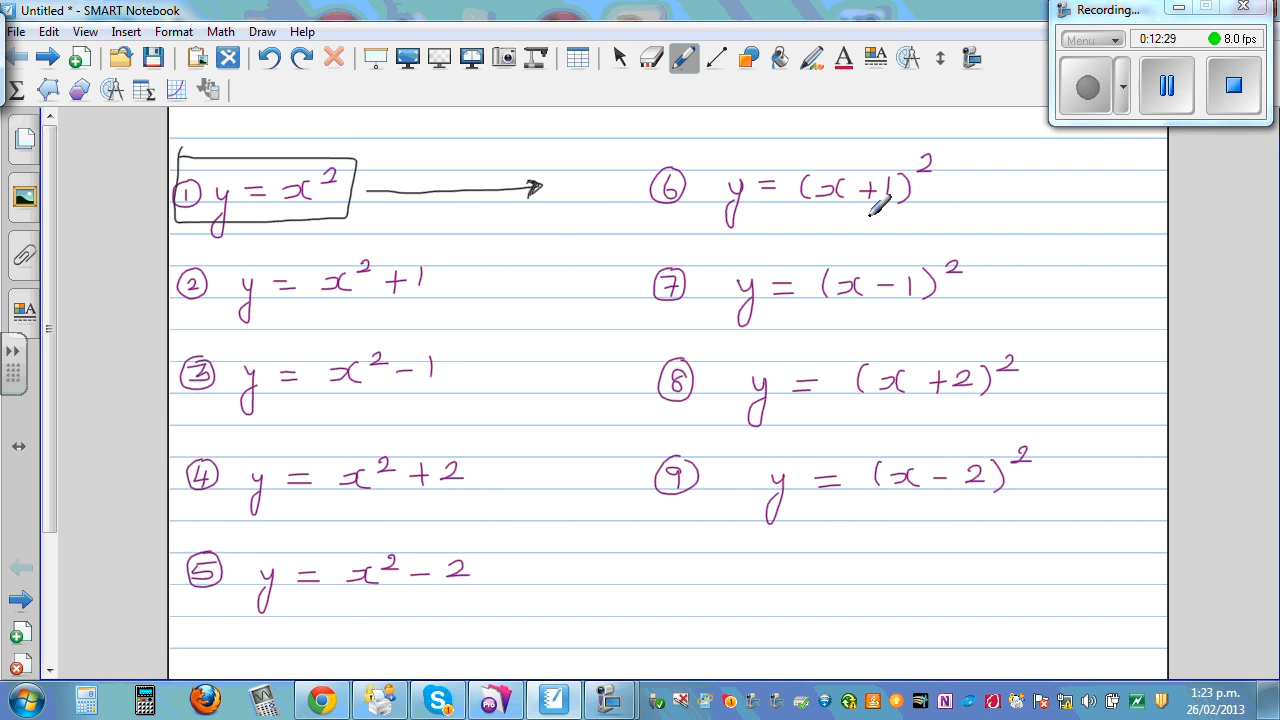 Untitled * - SMART Notebook
File Edit View Insert Format Math Draw Help
Recording...
Menu 0:12:29 8.0 fps
① y = x² ⑥ y = (x +1)²
② y = x² + 1 ⑦ y = (x - 1)²
③ y = x² - 1 ⑧ y = (x +2)²
④ y = x² + 2 ⑨ y = (x - 2)²
⑤ y = x² - 2
1:23 p.m.
26/02/2013